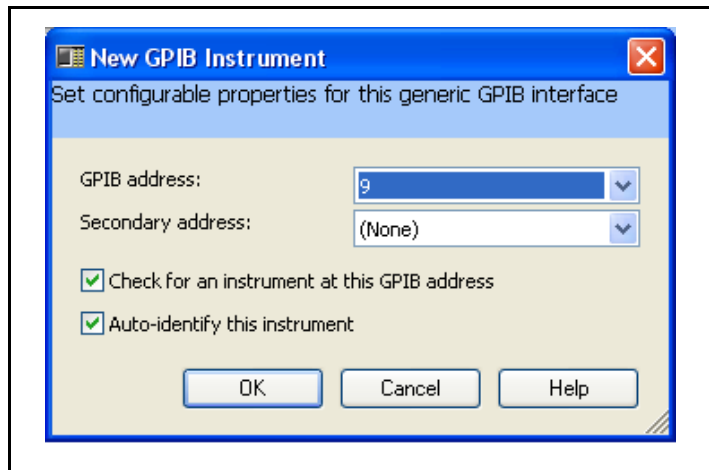 New GPIB Instrument
Set configurable properties for this generic GPIB interface
GPIB address: 9
Secondary address: (None)
Check for an instrument at this GPIB address
Auto-identify this instrument
OK Cancel Help